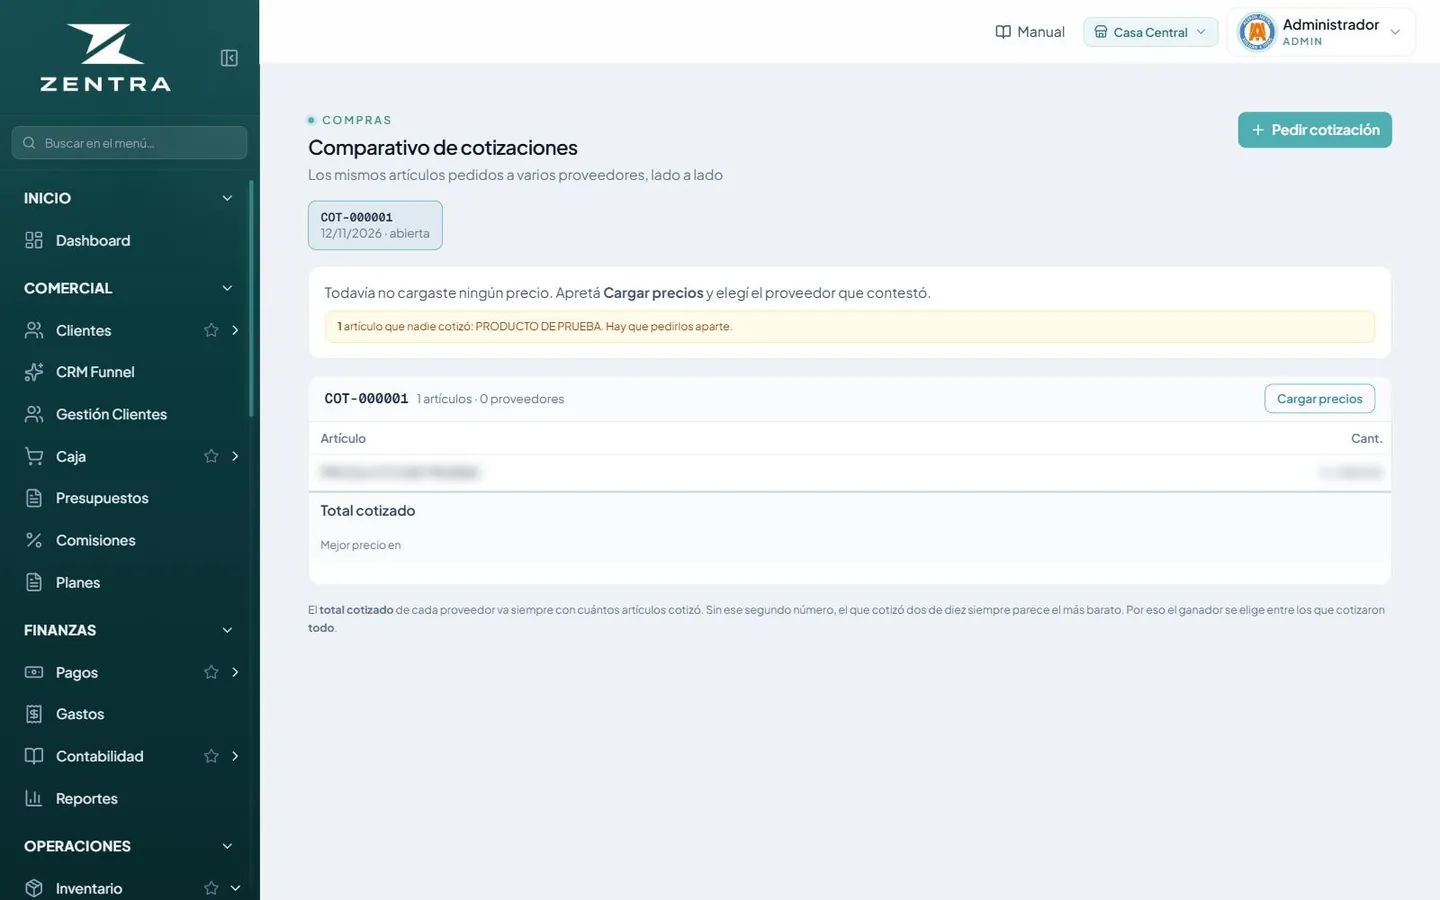 ZENTRA
Buscar en el menú...
INICIO
Dashboard
COMERCIAL
Clientes
CRM Funnel
Gestión Clientes
Caja
Presupuestos
Comisiones
Planes
FINANZAS
Pagos
Gastos
Contabilidad
Reportes
OPERACIONES
Inventario
Manual
Casa Central
Administrador
ADMIN
COMPRAS
Comparativo de cotizaciones
Los mismos artículos pedidos a varios proveedores, lado a lado
Pedir cotización
COT-000001
12/11/2026 · abierta
Todavía no cargaste ningún precio. Apretá Cargar precios y elegí el proveedor que contestó.
1 artículo que nadie cotizó: PRODUCTO DE PRUEBA. Hay que pedirlos aparte.
COT-000001 1 artículos · 0 proveedores
Cargar precios
Artículo Cant.
Total cotizado
Mejor precio en
El total cotizado de cada proveedor va siempre con cuántos artículos cotizó. Sin ese segundo número, el que cotizó dos de diez siempre parece el más barato. Por eso el ganador se elige entre los que cotizaron
todo.